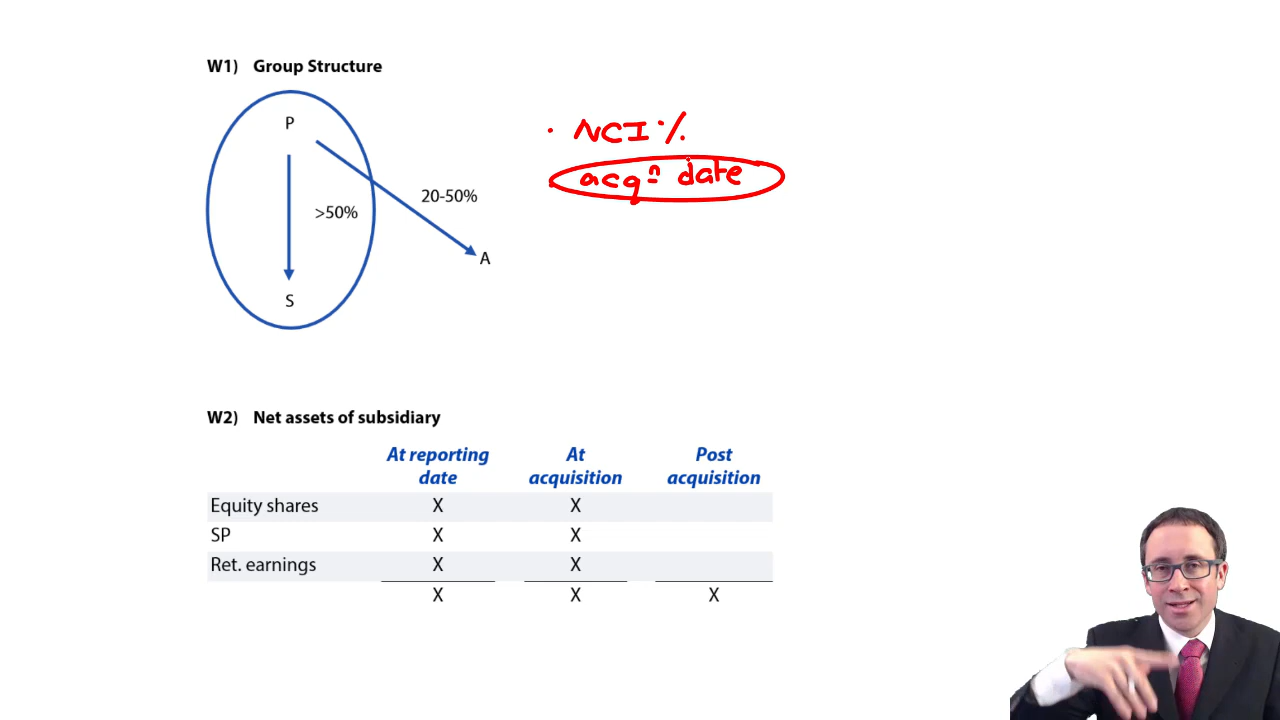 W1) Group Structure
P
• NCI %
acqⁿ date
20-50%
>50%
A
S
W2) Net assets of subsidiary
At reporting date At acquisition Post acquisition
Equity shares X X
SP X X
Ret. earnings X X
X X X